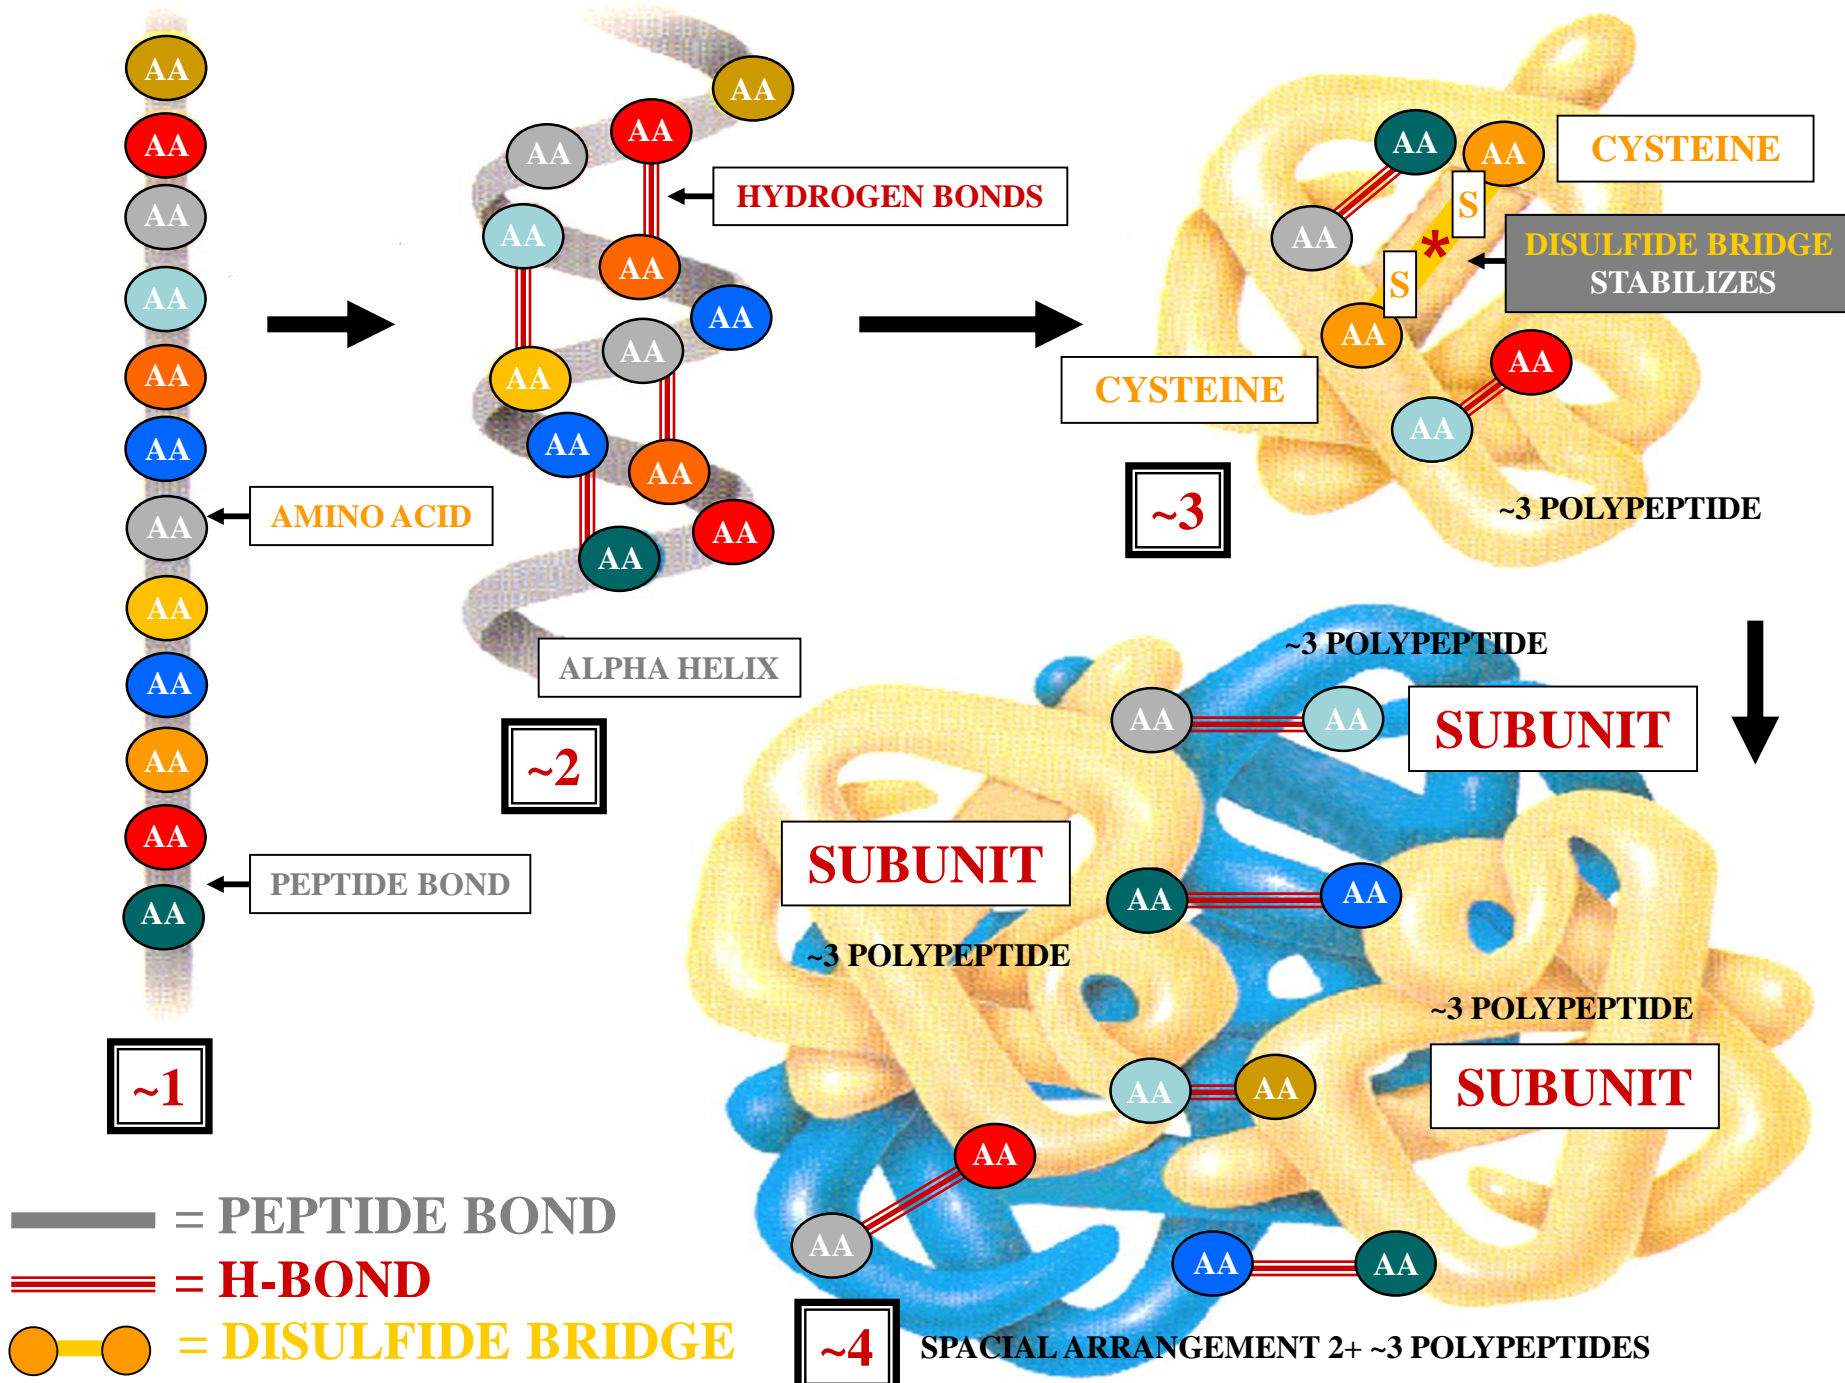 AA
AA
AA
AA
AA
AA
AA
AMINO ACID
AA
AA
AA
AA
PEPTIDE BOND
AA
~1
AA
AA
AA
HYDROGEN BONDS
AA
AA
AA
AA
AA
AA
AA
AA
AA
ALPHA HELIX
~2
AA
AA
CYSTEINE
S
AA
*
DISULFIDE BRIDGE
STABILIZES
S
AA
AA
CYSTEINE
AA
~3
~3 POLYPEPTIDE
~3 POLYPEPTIDE
AA
AA
SUBUNIT
SUBUNIT
AA
AA
~3 POLYPEPTIDE
~3 POLYPEPTIDE
AA
AA
SUBUNIT
AA
AA
AA
AA
= PEPTIDE BOND
= H-BOND
= DISULFIDE BRIDGE
~4
SPACIAL ARRANGEMENT 2+ ~3 POLYPEPTIDES